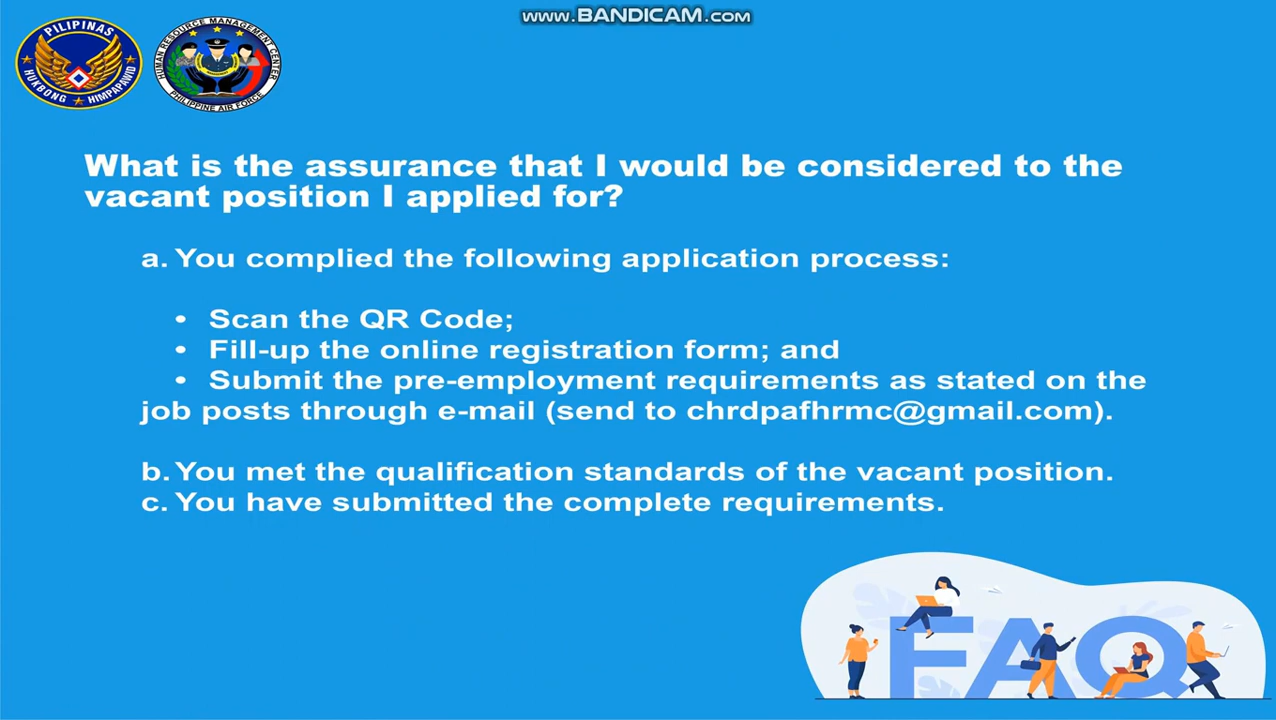 www.BANDICAM.com
PILIPINAS
HUKBONG HIMPAPAWID
HUMAN RESOURCE MANAGEMENT CENTER
PHILIPPINE AIR FORCE
What is the assurance that I would be considered to the
vacant position I applied for?
a. You complied the following application process:
• Scan the QR Code;
• Fill-up the online registration form; and
• Submit the pre-employment requirements as stated on the
job posts through e-mail (send to chrdpafhrmc@gmail.com).
b. You met the qualification standards of the vacant position.
c. You have submitted the complete requirements.
FAQ